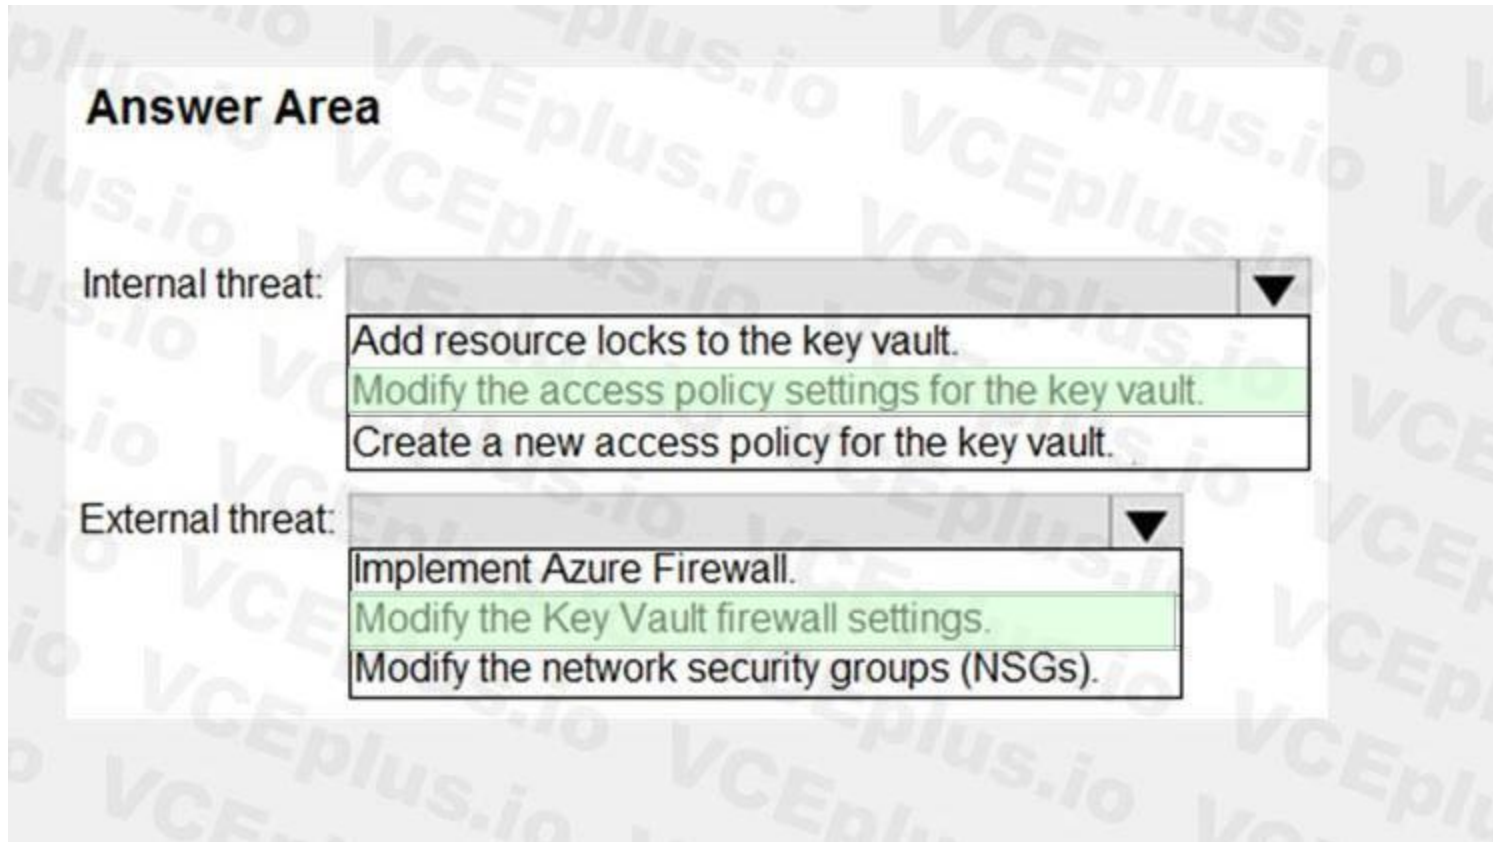 Answer Area
Internal threat:
Add resource locks to the key vault.
Modify the access policy settings for the key vault.
Create a new access policy for the key vault.
External threat:
Implement Azure Firewall.
Modify the Key Vault firewall settings.
Modify the network security groups (NSGs).
VCEplus.io